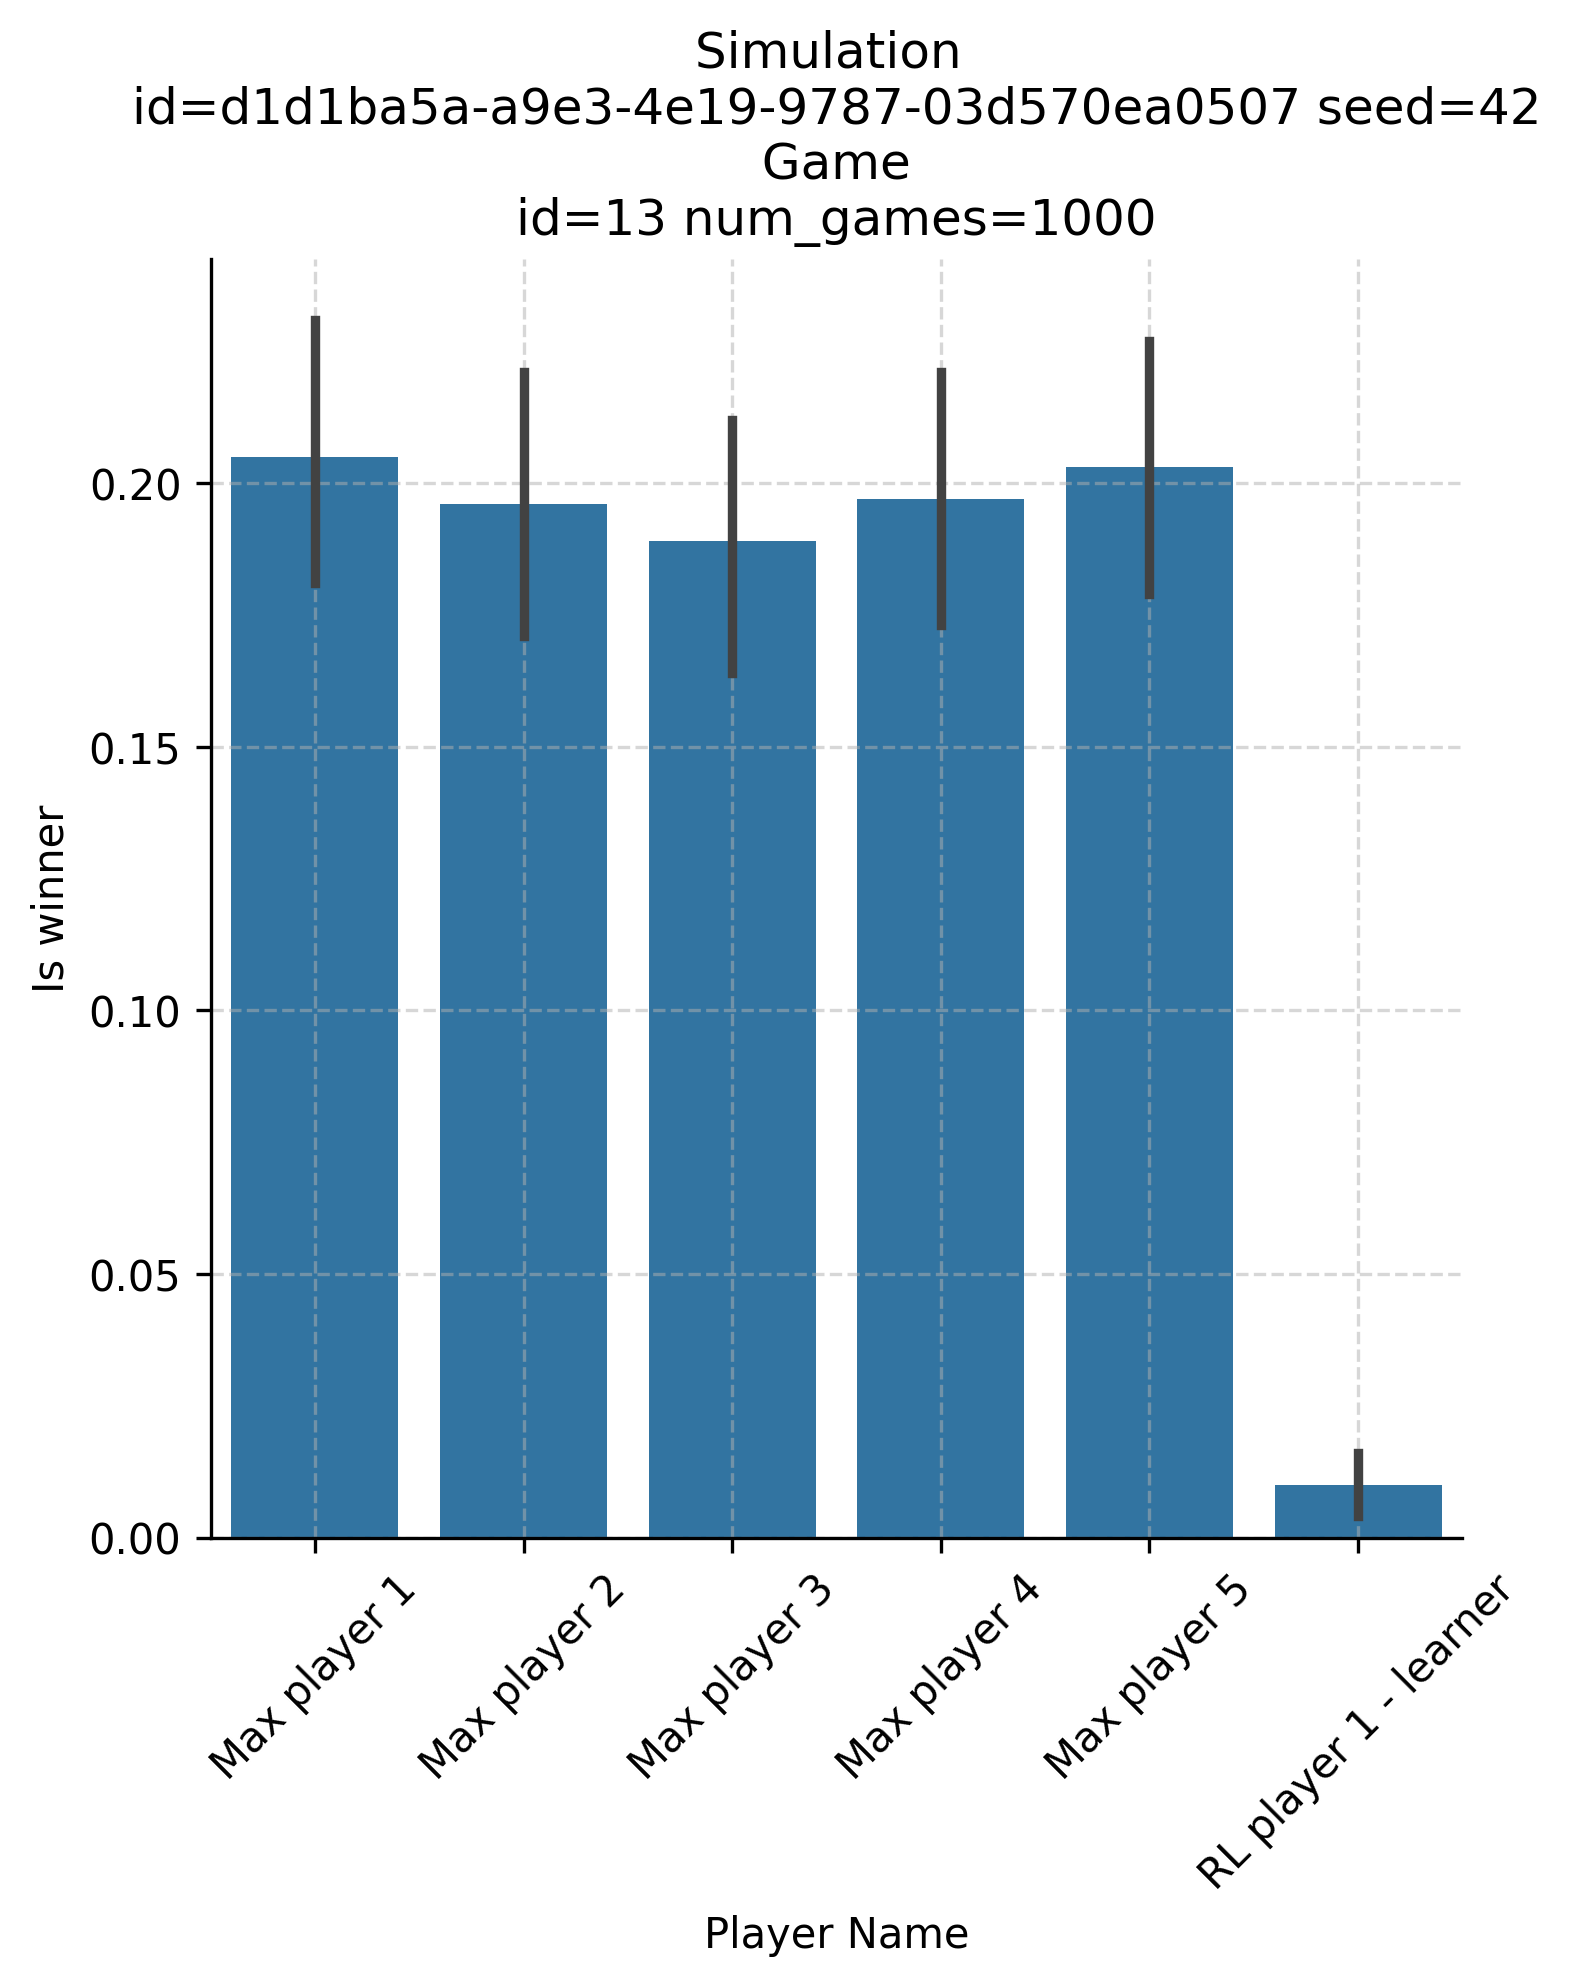 Simulation
id=d1d1ba5a-a9e3-4e19-9787-03d570ea0507 seed=42
Game
id=13 num_games=1000
Is winner
0.20
0.15
0.10
0.05
0.00
Max player 1
Max player 2
Max player 3
Max player 4
Max player 5
RL player 1 - learner
Player Name